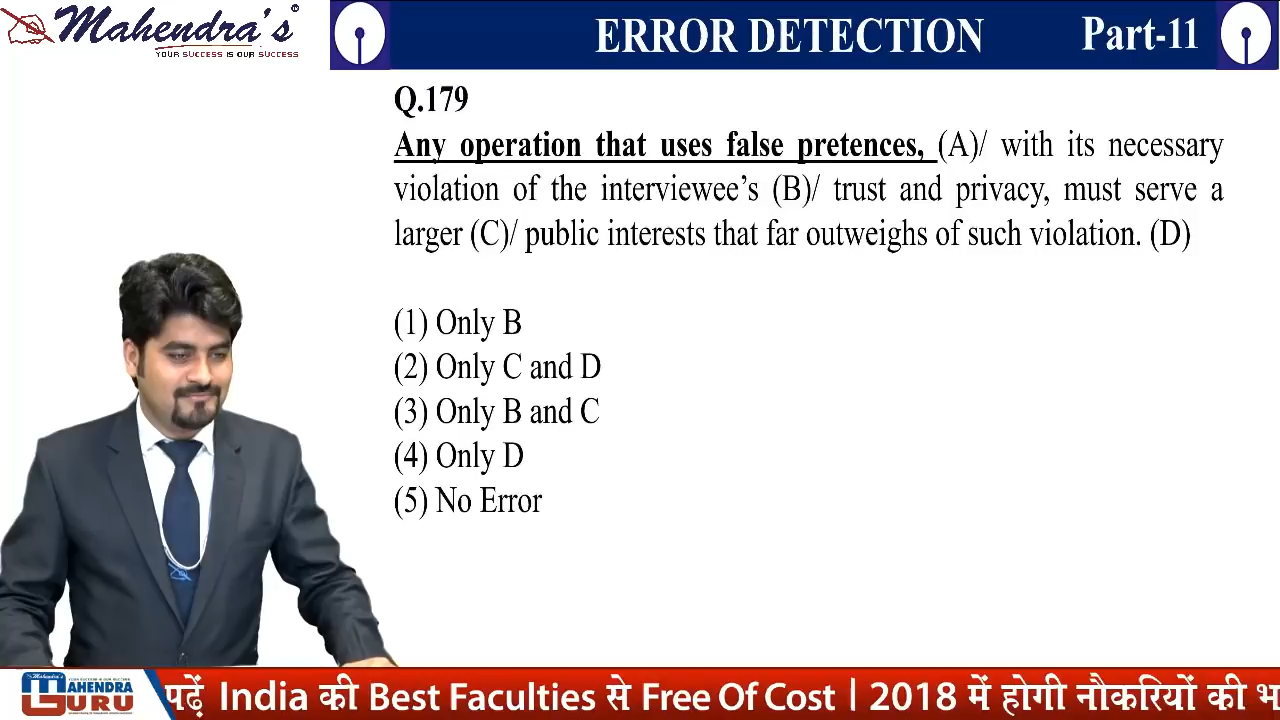 Mahendra's
YOUR SUCCESS IS OUR SUCCESS
ERROR DETECTION
Part-11
Q.179
Any operation that uses false pretences, (A)/ with its necessary
violation of the interviewee’s (B)/ trust and privacy, must serve a
larger (C)/ public interests that far outweighs of such violation. (D)
(1) Only B
(2) Only C and D
(3) Only B and C
(4) Only D
(5) No Error
Mahendra's
MAHENDRA
GURU
पढ़ें India की Best Faculties से Free Of Cost | 2018 में होगी नौकरियों की